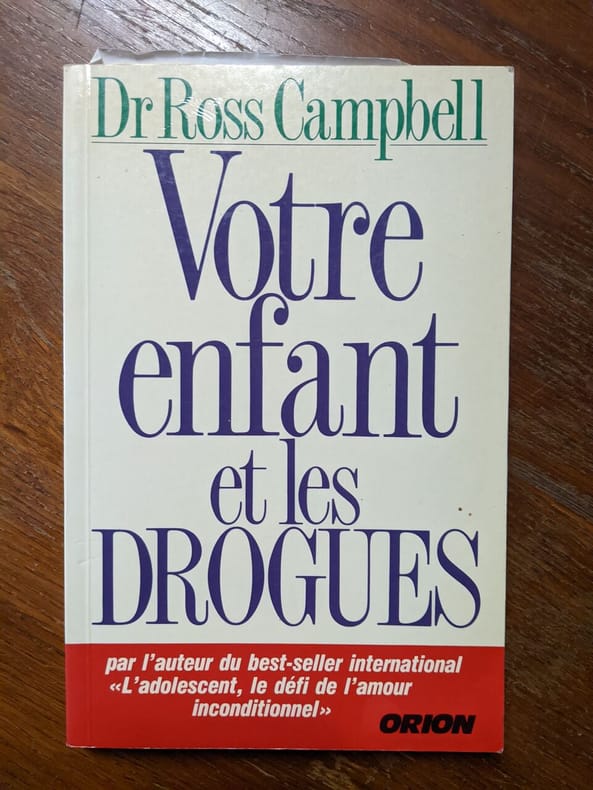 Dr Ross Campbell
Votre
enfant
et les
DROGUES
par l'auteur du best-seller international
«L'adolescent, le défi de l'amour
inconditionnel»
ORION